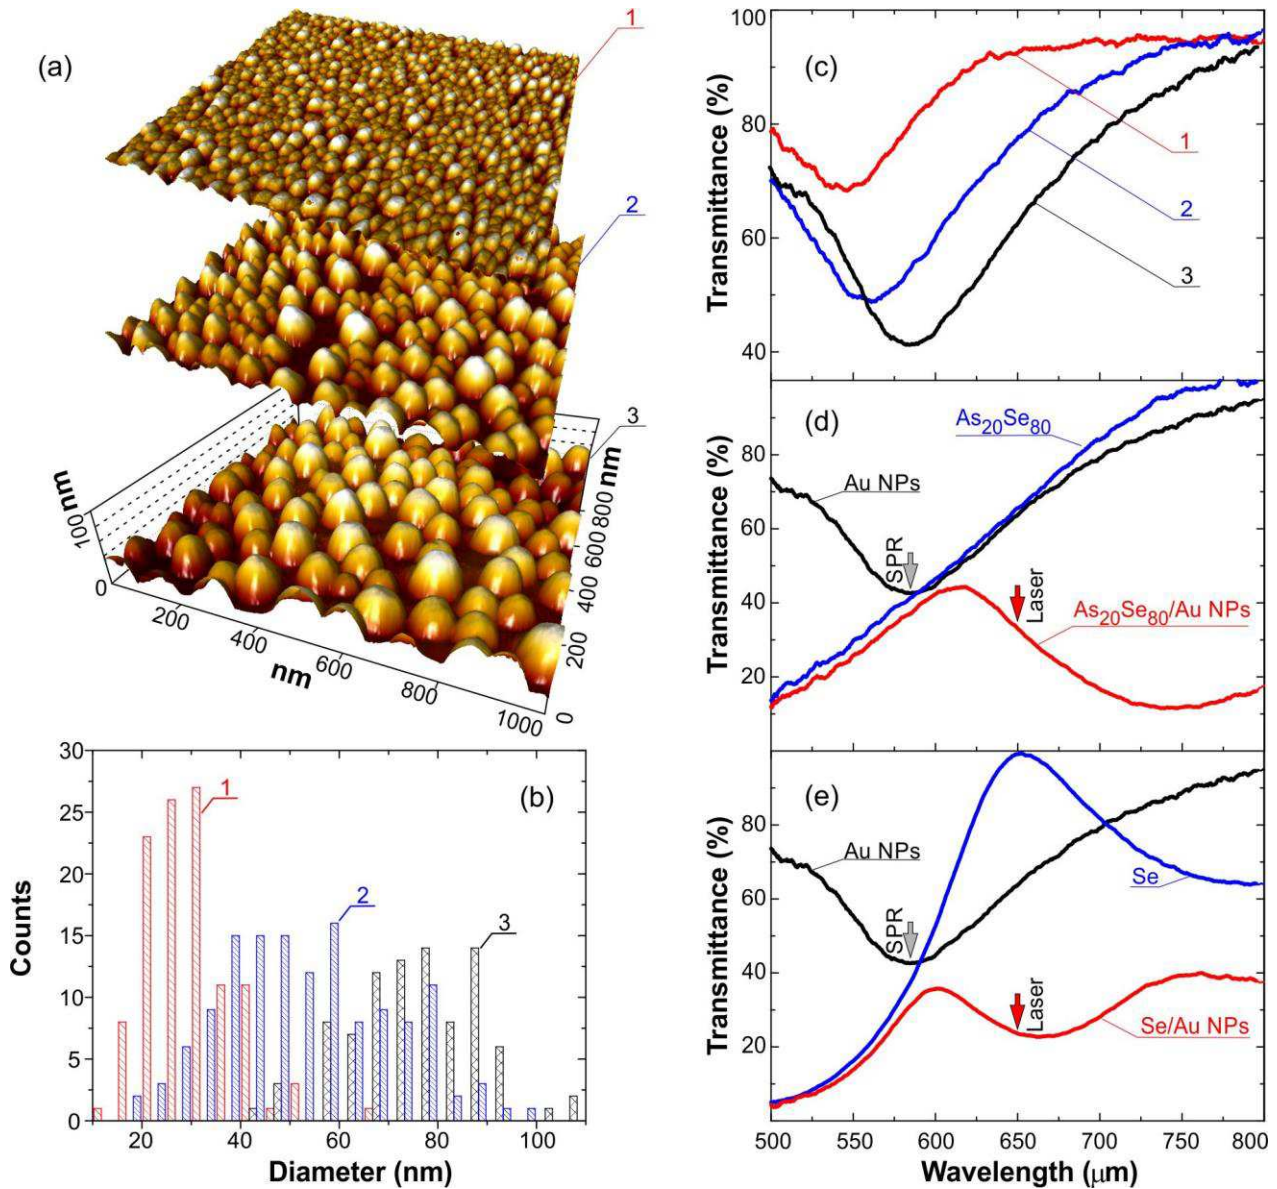 (a)
1
2
3
100
nm
0
200
400
600
800
1000
nm
0
200
400
600
800
nm
(b)
30
25
20
15
10
5
0
Counts
1
2
3
20
40
60
80
100
Diameter (nm)
(c)
100
80
60
40
Transmittance (%)
1
2
3
(d)
80
60
40
20
Transmittance (%)
As20Se80
Au NPs
SPR
Laser
As20Se80/Au NPs
(e)
80
60
40
20
Transmittance (%)
Au NPs
SPR
Se
Laser
Se/Au NPs
500
550
600
650
700
750
800
Wavelength (μm)